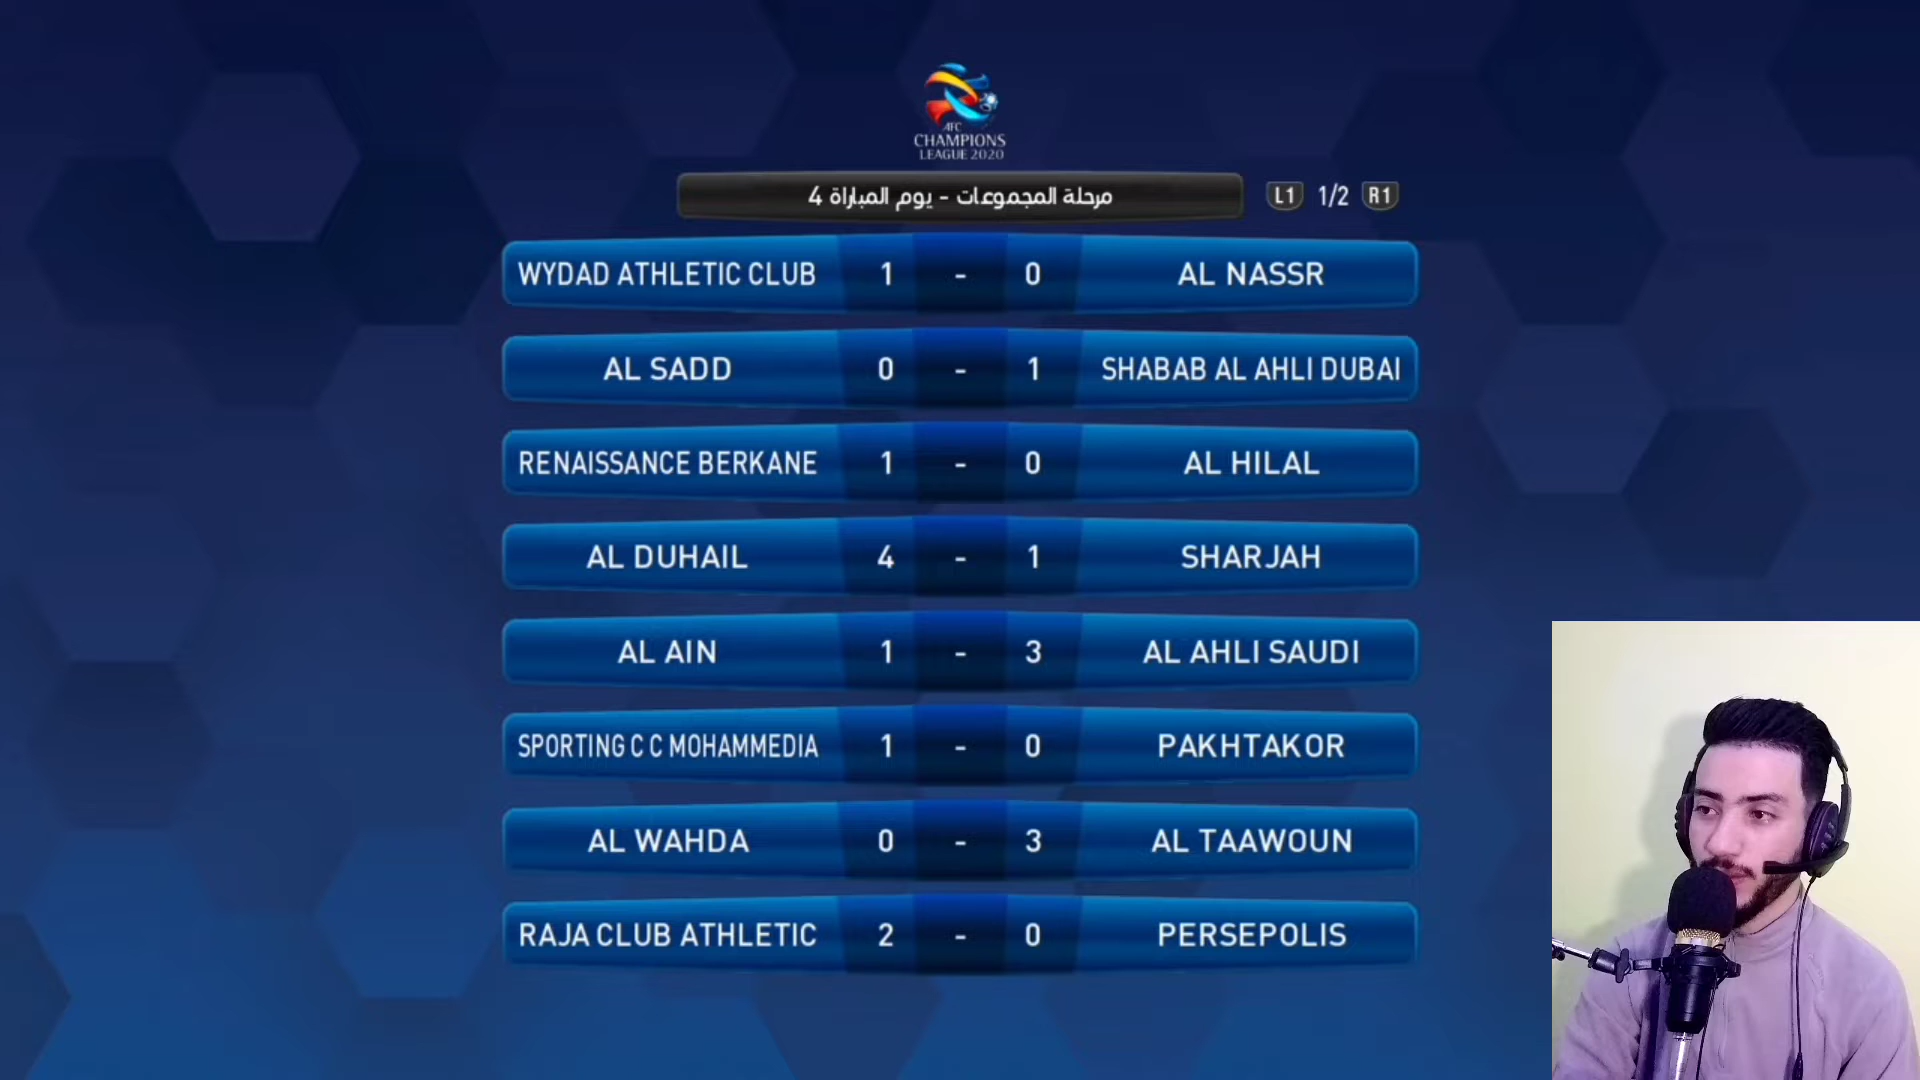 AFC
CHAMPIONS
LEAGUE 2020
مرحلة المجموعات - يوم المباراة 4
L1 1/2 R1
WYDAD ATHLETIC CLUB 1 - 0 AL NASSR
AL SADD 0 - 1 SHABAB AL AHLI DUBAI
RENAISSANCE BERKANE 1 - 0 AL HILAL
AL DUHAIL 4 - 1 SHARJAH
AL AIN 1 - 3 AL AHLI SAUDI
SPORTING C C MOHAMMEDIA 1 - 0 PAKHTAKOR
AL WAHDA 0 - 3 AL TAAWOUN
RAJA CLUB ATHLETIC 2 - 0 PERSEPOLIS